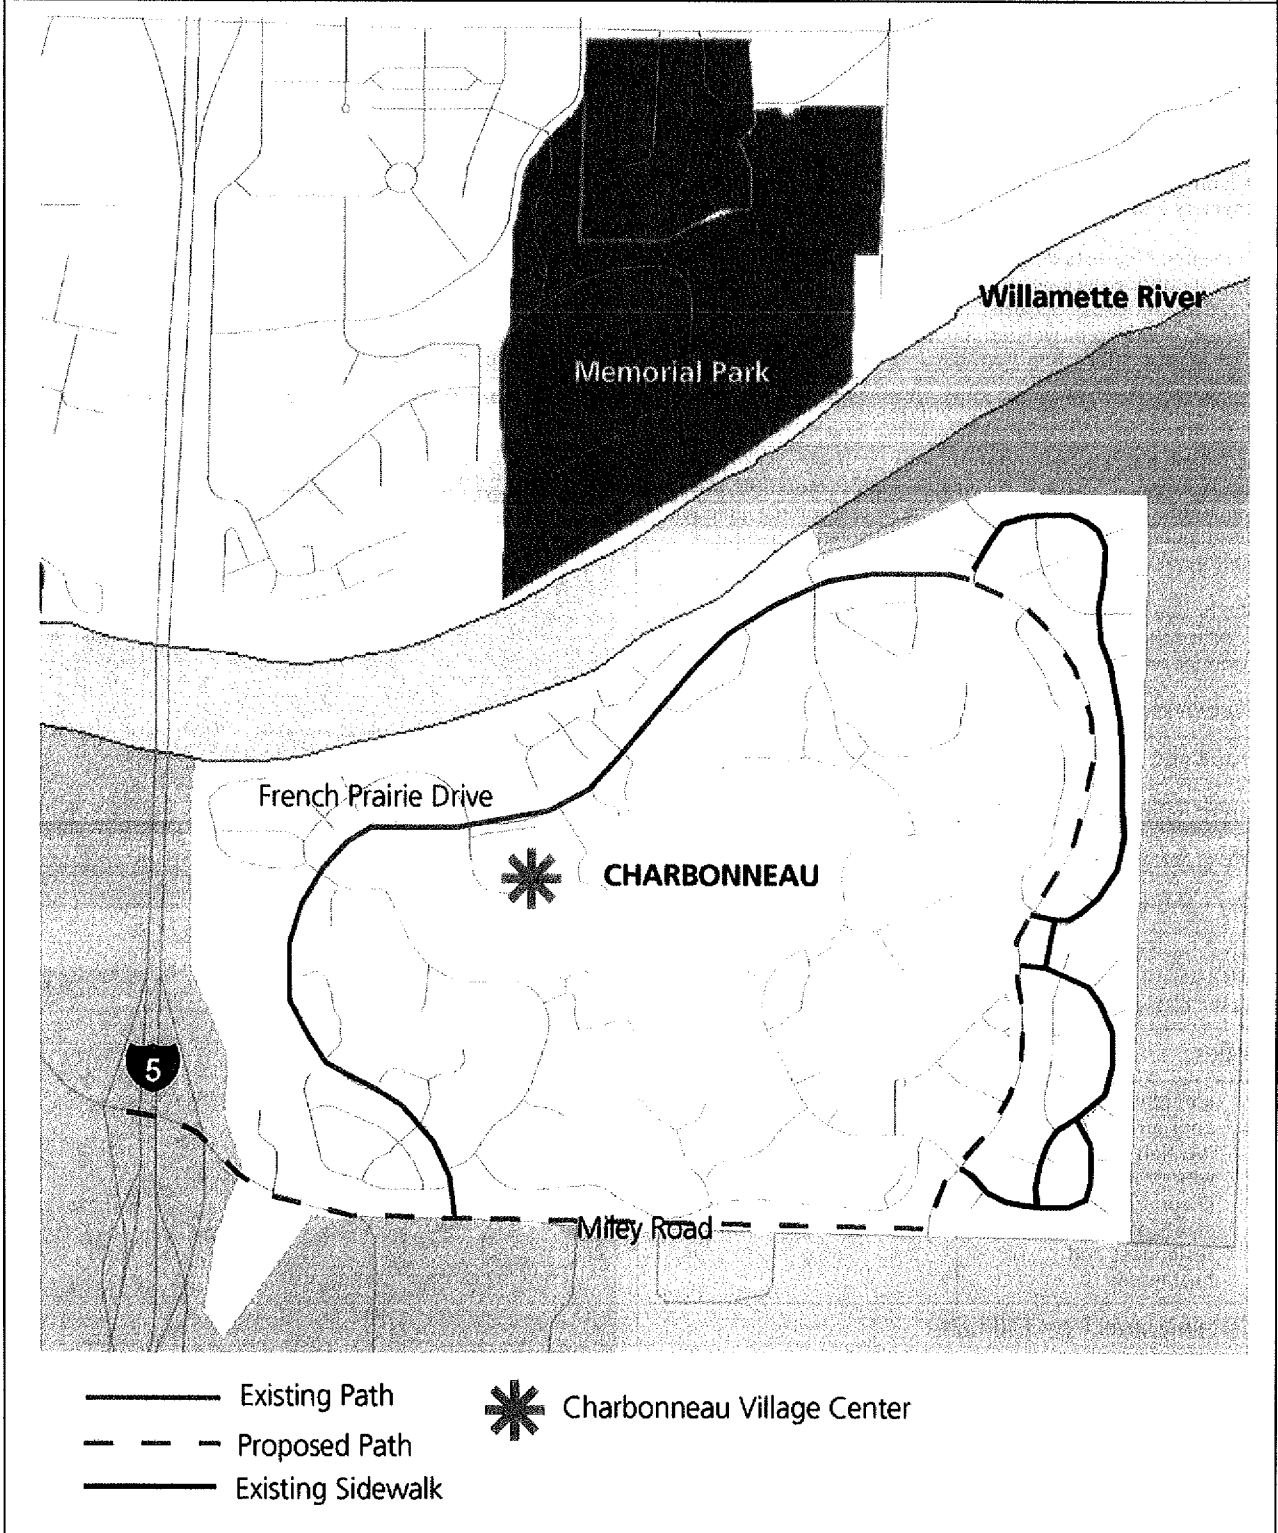 Willamette River
Memorial Park
French Prairie Drive
CHARBONNEAU
5
Miley Road
Existing Path
Charbonneau Village Center
Proposed Path
Existing Sidewalk